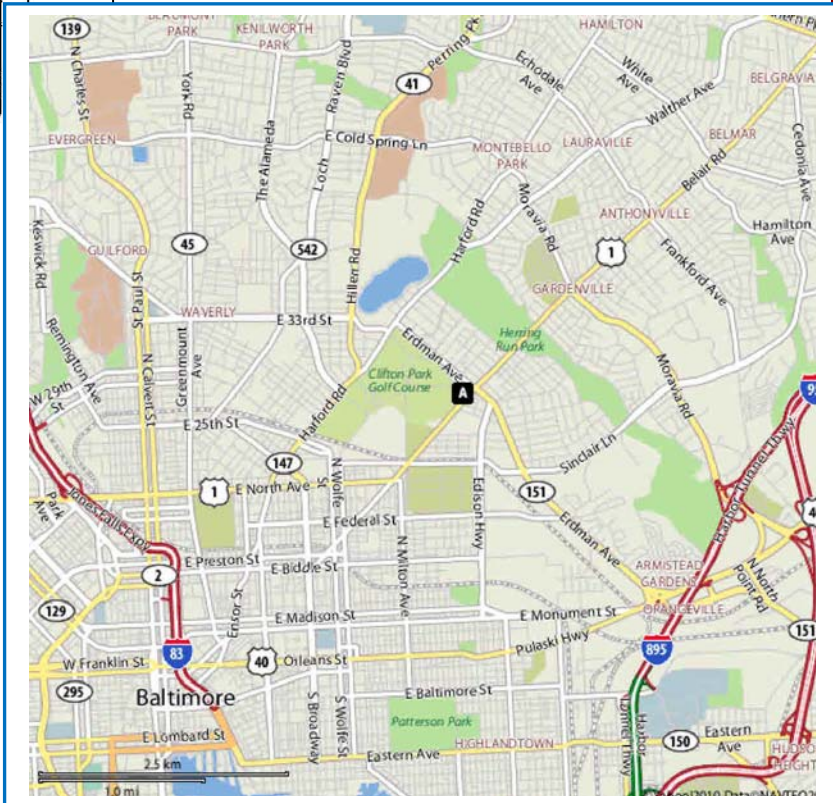 BEAUMONT PARK
KENILWORTH PARK
HAMILTON
139
N Charles St
York Rd
The Alameda
Loch Raven Blvd
41
Perring Pk
Echodale Ave
White Ave
Walther Ave
BELGRAVIA
EVERGREEN
E Cold Spring Ln
MONTEBELLO PARK
LAURAVILLE
BELMAR
Cedonia Ave
Belair Rd
Keswick Rd
GUILFORD
45
542
Hillen Rd
Harford Rd
Moravia Rd
ANTHONYVILLE
1
Frankford Ave
Hamilton Ave
GARDENVILLE
St Paul St
WAVERLY
E 33rd St
Erdman Ave
Herring Run Park
Remington Ave
N Calvert St
Greenmount Ave
Clifton Park Golf Course
A
Moravia Rd
W 29th St
E 25th St
Harford Rd
Sinclair Ln
147
N Wolfe St
1
E North Ave
Edison Hwy
151
Harbor Tunnel Thwy
Park Ave
Jones Falls Expy
E Federal St
Erdman Ave
E Preston St
E Biddle St
N Milton Ave
ARMISTEAD GARDENS
N North Point Rd
2
129
Ensor St
E Madison St
E Monument St
ORANGEVILLE
151
83
W Franklin St
40
Orleans St
Pulaski Hwy
895
295
Baltimore
S Broadway
S Wolfe St
E Baltimore St
Patterson Park
Harbor Tunnel Thwy
E Lombard St
Eastern Ave
HIGHLANDTOWN
150
Eastern Ave
2.5 km
1.0 mi